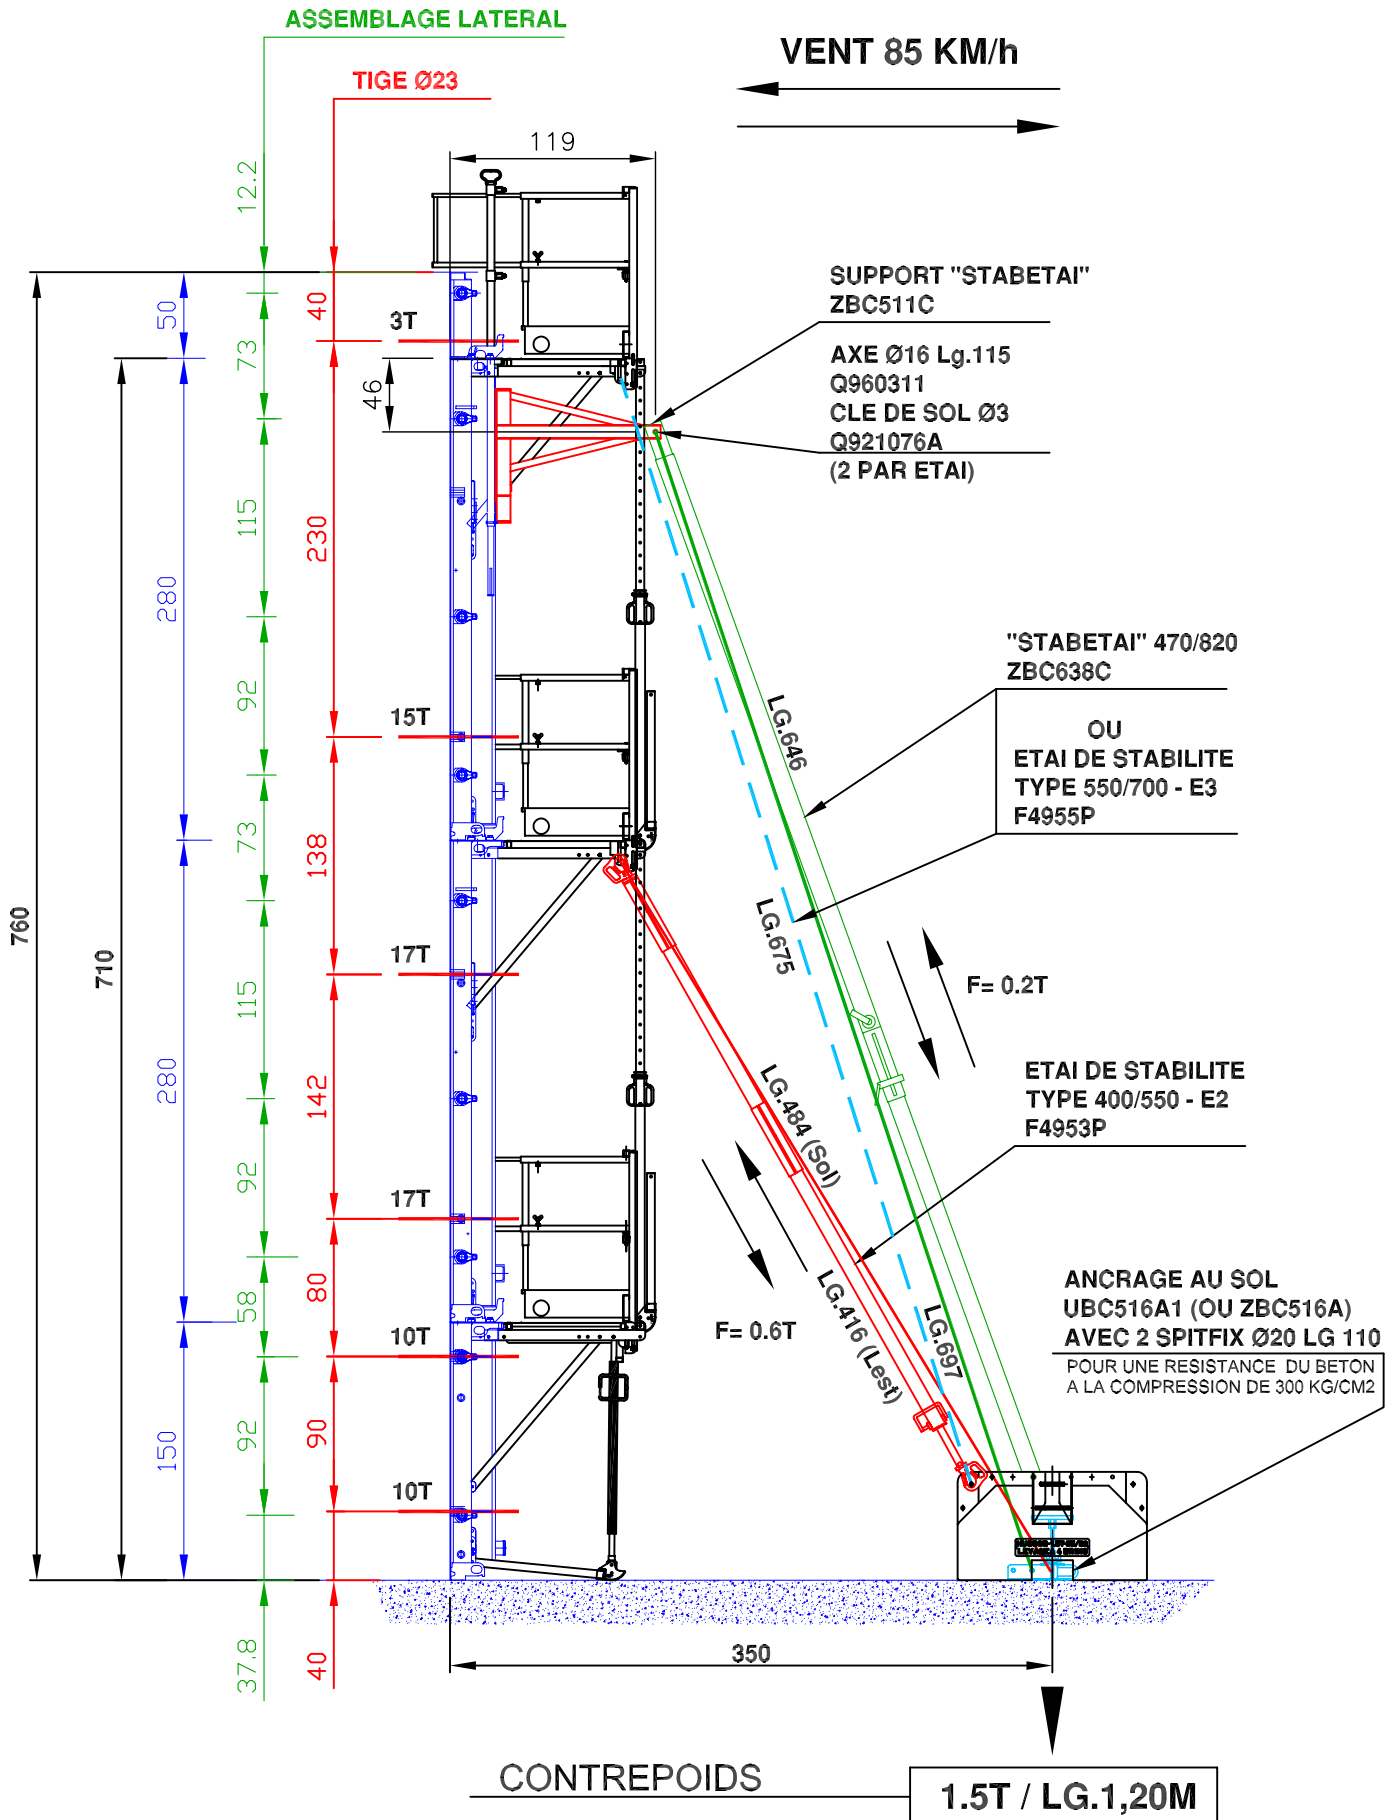 ASSEMBLAGE LATERAL
TIGE Ø23
VENT 85 KM/h
119
12.2
40
50
73
3T
46
SUPPORT "STABETAI"
ZBC511C
AXE Ø16 Lg.115
Q960311
CLE DE SOL Ø3
Q921076A
(2 PAR ETAI)
115
230
280
92
15T
"STABETAI" 470/820
ZBC638C
OU
ETAI DE STABILITE
TYPE 550/700 - E3
F4955P
LG.646
73
138
760
710
17T
LG.675
F= 0.2T
115
280
142
ETAI DE STABILITE
TYPE 400/550 - E2
F4953P
LG.484 (Sol)
92
17T
58
80
10T
F= 0.6T
LG.416 (Lest)
LG.697
ANCRAGE AU SOL
UBC516A1 (OU ZBC516A)
AVEC 2 SPITFIX Ø20 LG 110
POUR UNE RESISTANCE DU BETON
A LA COMPRESSION DE 300 KG/CM2
92
90
150
10T
37.8
40
350
CONTREPOIDS
1.5T / LG.1,20M